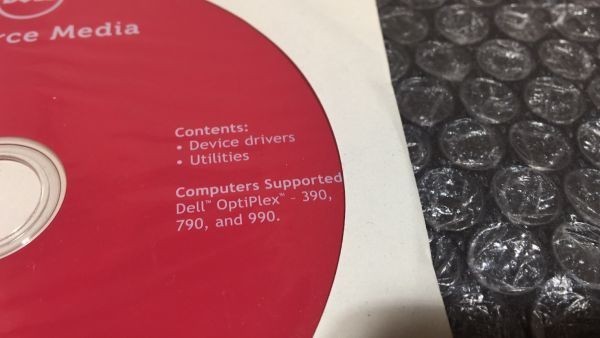 rce Media
Contents:
• Device drivers
• Utilities
Computers Supported
Dell™ OptiPlex™ - 390,
790, and 990.